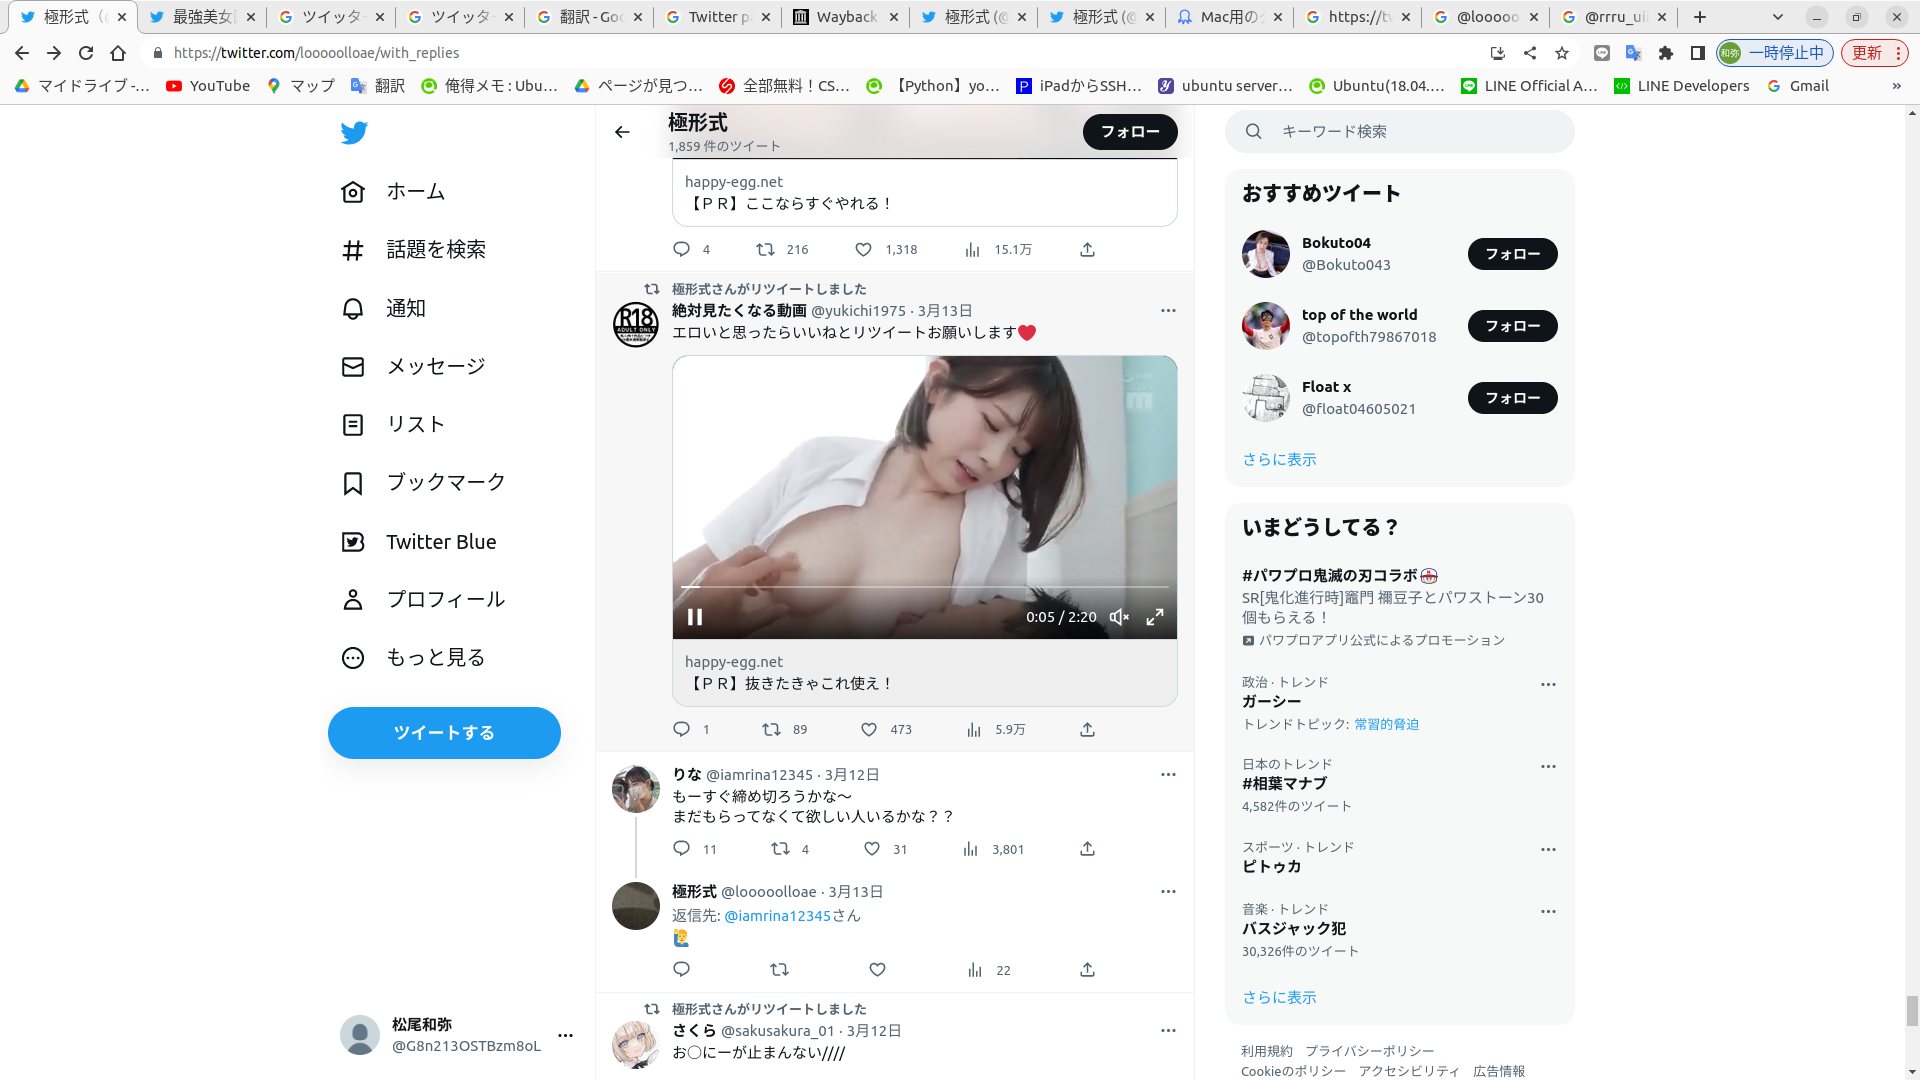 極形式 (
最強美女
ツイッタ
ツイッタ
翻訳 - Goo
Twitter p
Wayback
極形式 (@
極形式 (@
Mac用の
https://tw
@looooo
@rrru_ui
https://twitter.com/looooolloae/with_replies
和弥
一時停止中
更新
マイドライブ -...
YouTube
マップ
翻訳
俺得メモ : Ubu...
ページが見つ...
全部無料！CS...
【Python】yo...
iPadからSSH...
ubuntu server...
Ubuntu(18.04....
LINE Official A...
LINE Developers
Gmail
»
ホーム
話題を検索
通知
メッセージ
リスト
ブックマーク
Twitter Blue
プロフィール
もっと見る
ツイートする
松尾和弥
@G8n213OSTBzm8oL
極形式
1,859 件のツイート
フォロー
happy-egg.net
【ＰＲ】ここならすぐやれる！
4 216 1,318 15.1万
極形式さんがリツイートしました
R18
ADULT ONLY
絶対見たくなる動画 @yukichi1975 · 3月13日
エロいと思ったらいいねとリツイートお願いします❤
0:05 / 2:20
happy-egg.net
【ＰＲ】抜きたきゃこれ使え！
1 89 473 5.9万
りな @iamrina12345 · 3月12日
もーすぐ締め切ろうかな〜
まだもらってなくて欲しい人いるかな？？
11 4 31 3,801
極形式 @looooolloae · 3月13日
返信先: @iamrina12345さん
22
極形式さんがリツイートしました
さくら @sakusakura_01 · 3月12日
お〇にーが止まんない////
キーワード検索
おすすめツイート
Bokuto04
@Bokuto043
フォロー
top of the world
@topofth79867018
フォロー
Float x
@float04605021
フォロー
さらに表示
いまどうしてる？
#パワプロ鬼滅の刃コラボ
SR[鬼化進行時]竈門 禰豆子とパワストーン30
個もらえる！
パワプロアプリ公式によるプロモーション
政治 · トレンド
ガーシー
トレンドトピック: 常習的脅迫
日本のトレンド
#相葉マナブ
4,582件のツイート
スポーツ · トレンド
ピトゥカ
音楽 · トレンド
バスジャック犯
30,326件のツイート
さらに表示
利用規約 プライバシーポリシー
Cookieのポリシー アクセシビリティ 広告情報